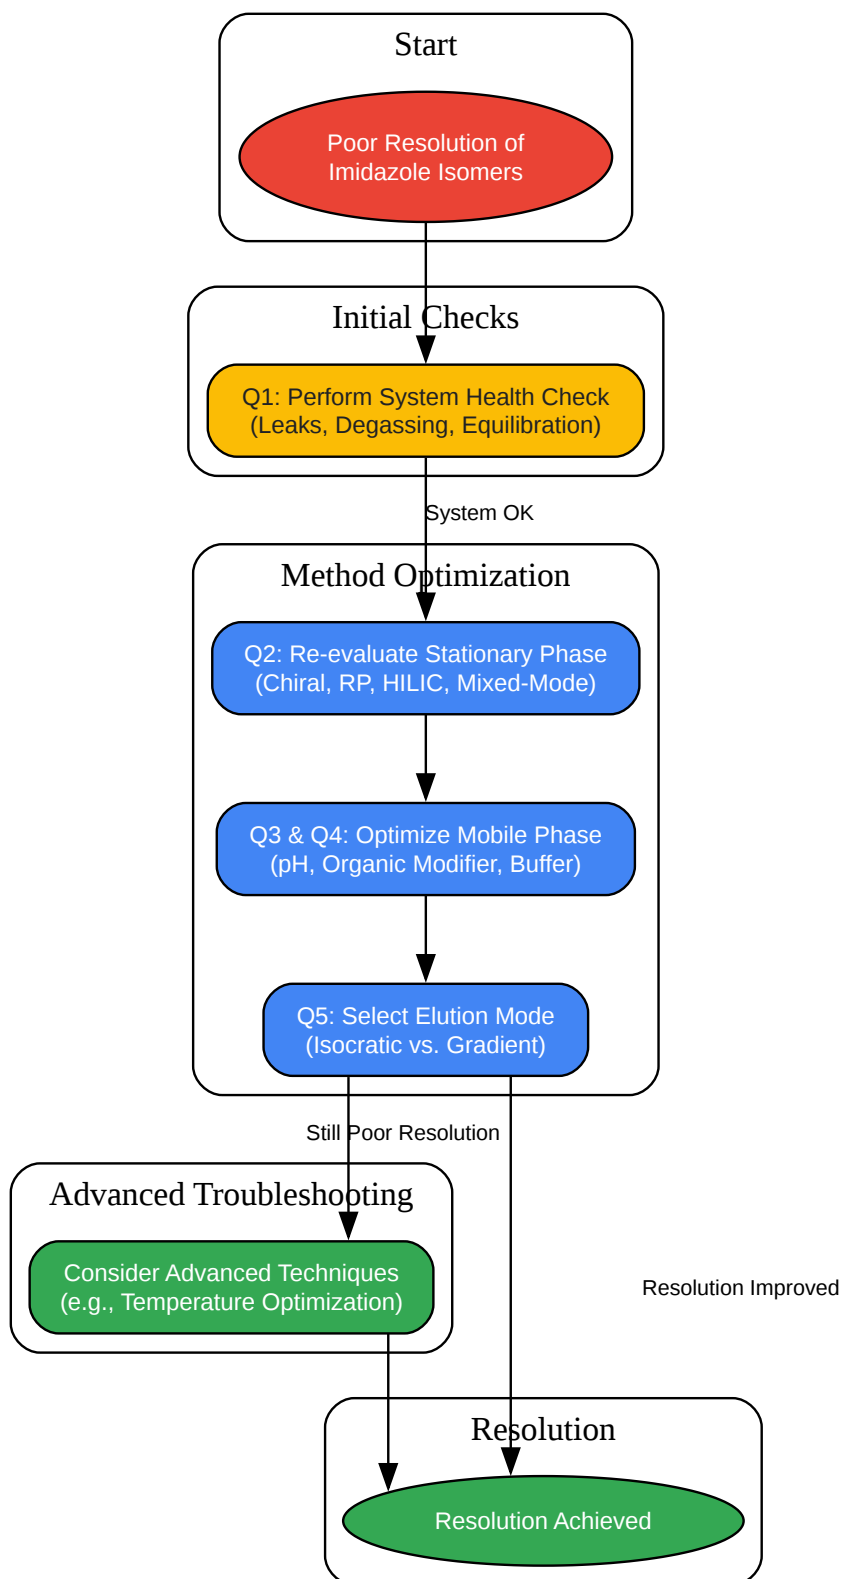 Start
Poor Resolution of
Imidazole Isomers
Initial Checks
Q1: Perform System Health Check
(Leaks, Degassing, Equilibration)
System OK
Method Optimization
Q2: Re-evaluate Stationary Phase
(Chiral, RP, HILIC, Mixed-Mode)
Q3 & Q4: Optimize Mobile Phase
(pH, Organic Modifier, Buffer)
Q5: Select Elution Mode
(Isocratic vs. Gradient)
Still Poor Resolution
Advanced Troubleshooting
Consider Advanced Techniques
(e.g., Temperature Optimization)
Resolution Improved
Resolution
Resolution Achieved